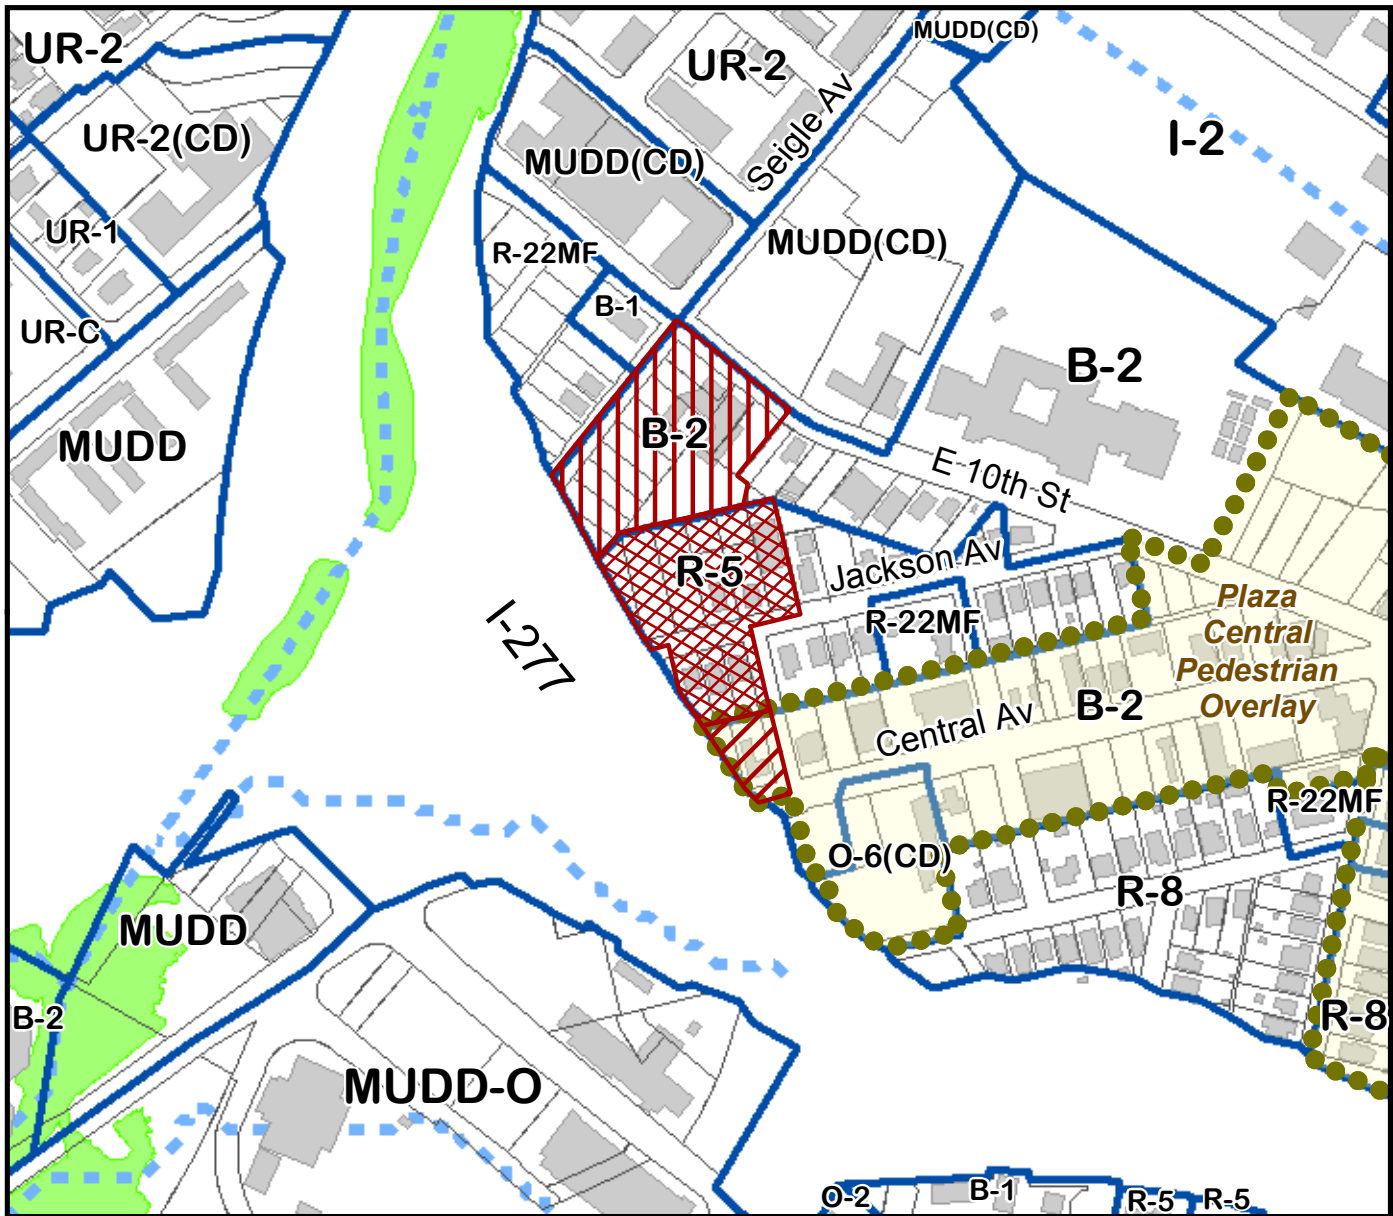 MUDD(CD)
UR-2
UR-2
Seigle Av
I-2
UR-2(CD)
MUDD(CD)
UR-1
R-22MF
MUDD(CD)
B-1
UR-C
B-2
MUDD
B-2
E 10th St
R-5
Jackson Av
I-277
R-22MF
Plaza
Central
Pedestrian
Overlay
B-2
Central Av
R-22MF
O-6(CD)
R-8
MUDD
B-2
R-8
MUDD-O
O-2
B-1
R-5
R-5